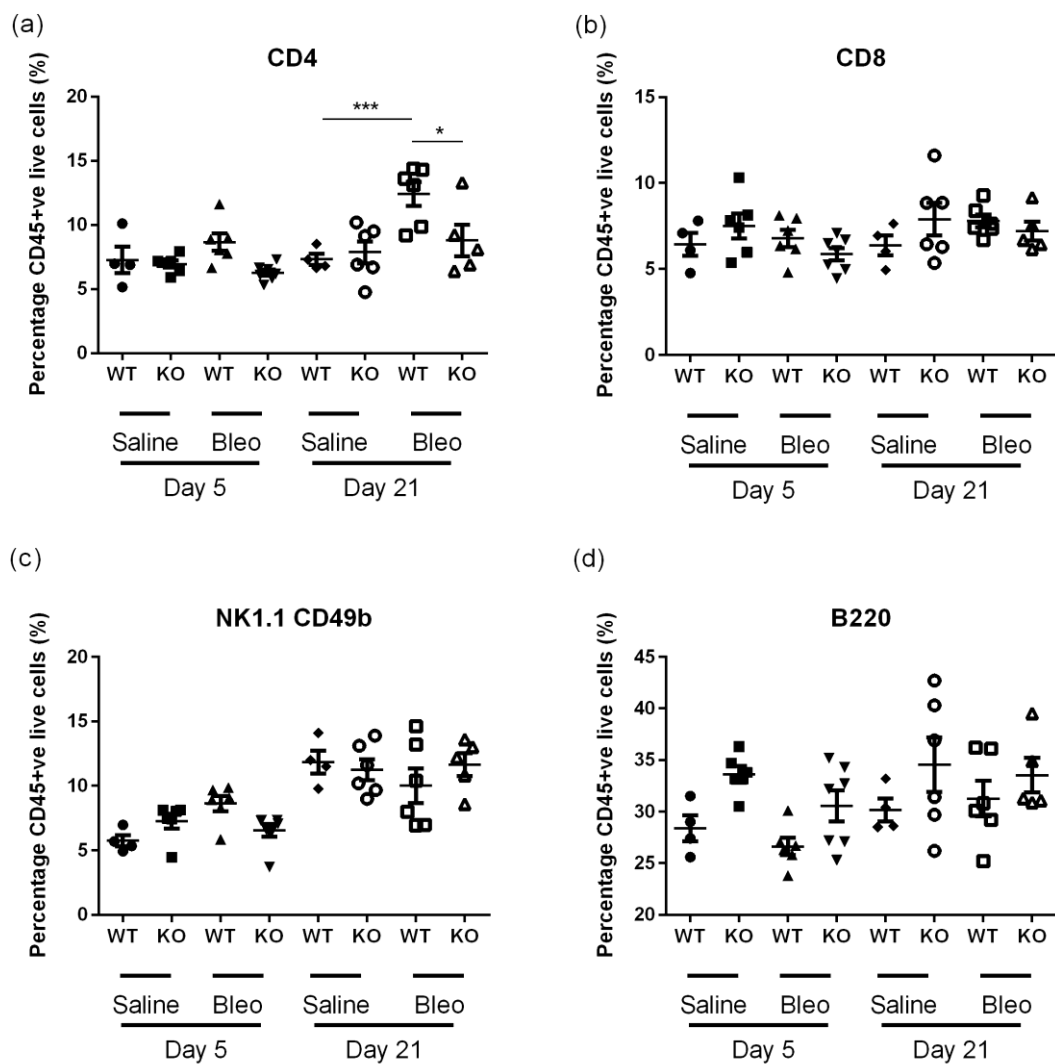 (a)
CD4
Percentage CD45+ve live cells (%)
20
15
10
5
0
***
*
WT KO WT KO WT KO WT KO
Saline Bleo Saline Bleo
Day 5 Day 21
(b)
CD8
Percentage CD45+ve live cells (%)
15
10
5
0
WT KO WT KO WT KO WT KO
Saline Bleo Saline Bleo
Day 5 Day 21
(c)
NK1.1 CD49b
Percentage CD45+ve live cells (%)
20
15
10
5
0
WT KO WT KO WT KO WT KO
Saline Bleo Saline Bleo
Day 5 Day 21
(d)
B220
Percentage CD45+ve live cells (%)
45
40
35
30
25
20
WT KO WT KO WT KO WT KO
Saline Bleo Saline Bleo
Day 5 Day 21